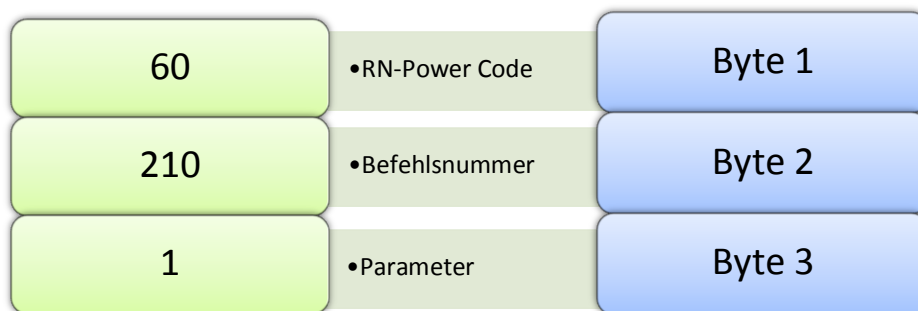 60 •RN-Power Code Byte 1
210 •Befehlsnummer Byte 2
1 •Parameter Byte 3